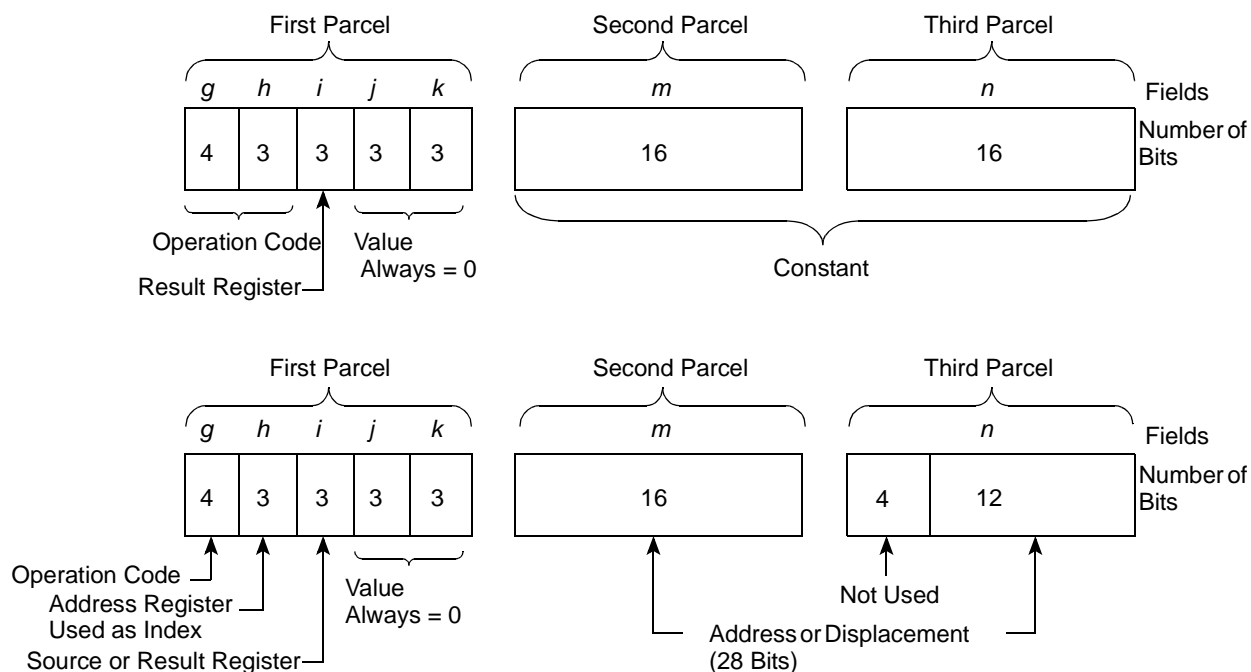 First Parcel Second Parcel Third Parcel
g h i j k m n Fields
4 3 3 3 3 16 16 Number of
Bits
Operation Code Value
Always = 0
Result Register
Constant
First Parcel Second Parcel Third Parcel
g h i j k m n Fields
4 3 3 3 3 16 4 12 Number of
Bits
Operation Code
Address Register
Used as Index
Source or Result Register
Value
Always = 0
Not Used
Address or Displacement
(28 Bits)